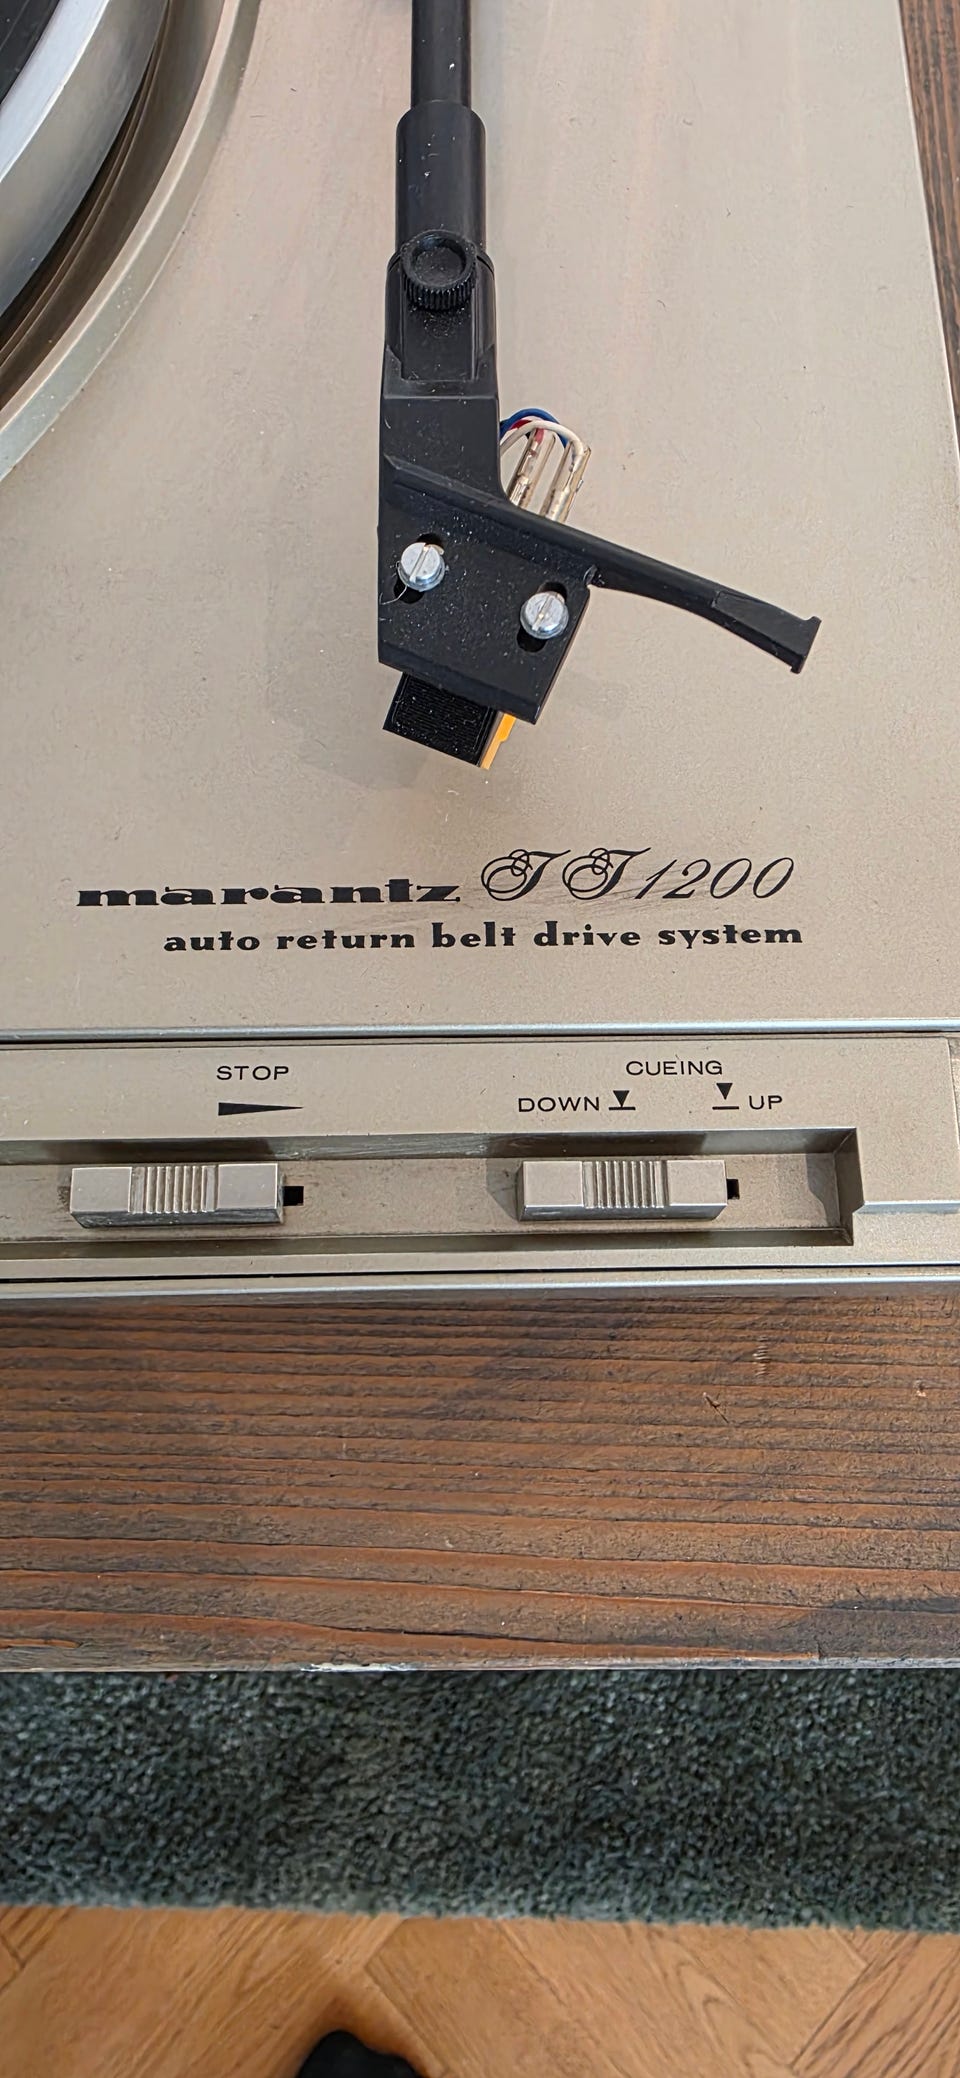 marantz TT1200
auto return belt drive system
STOP
CUEING
DOWN UP